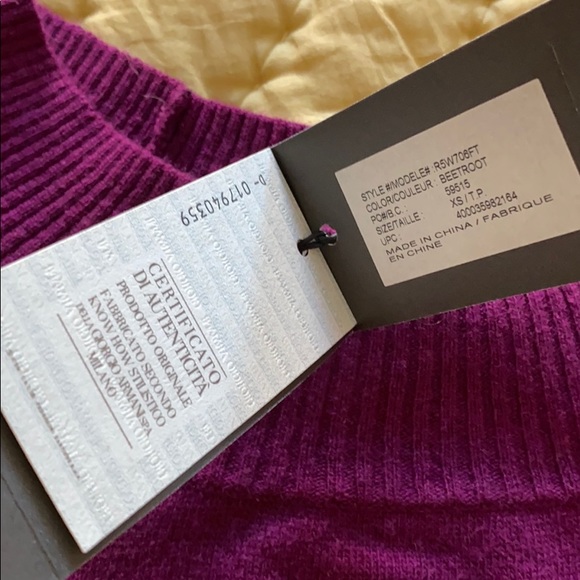 D- 017940359
CERTIFICATO
DI AUTENTICITÀ
PRODOTTO ORIGINALE
FABBRICATO SECONDO
KNOW HOW STILISTICO
DELLA GIORGIO ARMANI S.P.A.
MILANO
STYLE #/MODELE# : R5W706FT
COLOR/COULEUR : BEETROOT
PO#/B.C. : 59515
SIZE/TAILLE: XS / T.P.
UPC : 400035982164
MADE IN CHINA / FABRIQUE
EN CHINE